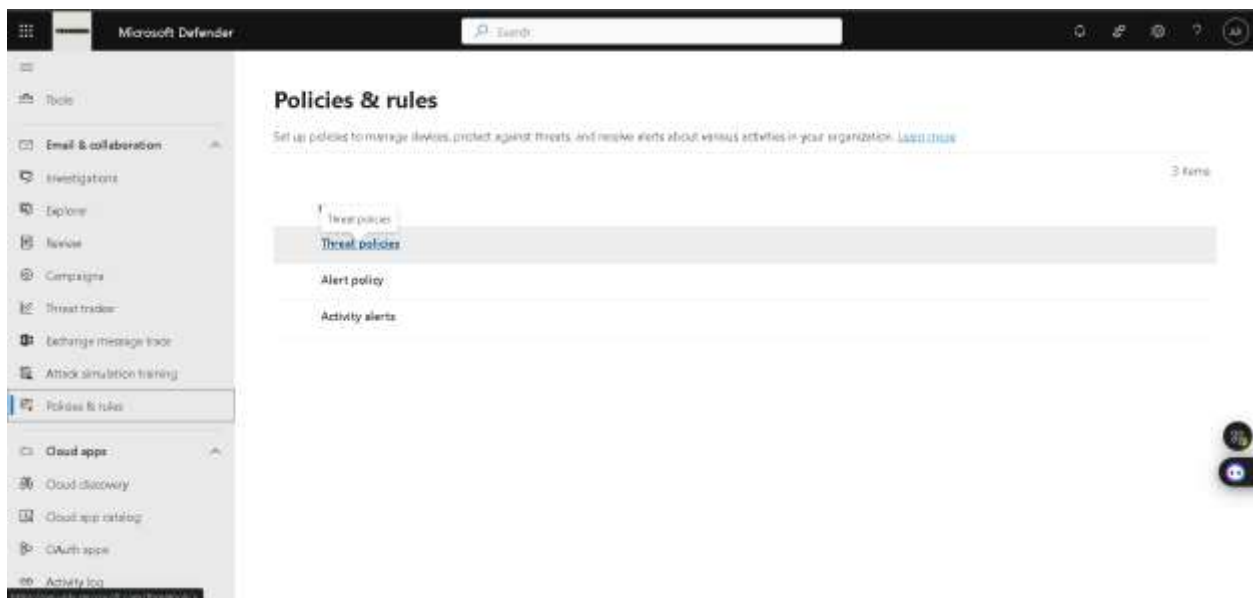 Microsoft Defender
Search
Tools
Email & collaboration
Investigations
Explorer
Review
Campaigns
Threat tracker
Exchange message trace
Attack simulation training
Policies & rules
Cloud apps
Cloud discovery
Cloud app catalog
OAuth apps
Activity log
Policies & rules
Set up policies to manage devices, protect against threats, and receive alerts about various activities in your organization. Learn more
3 items
Threat policies
Threat policies
Alert policy
Activity alerts